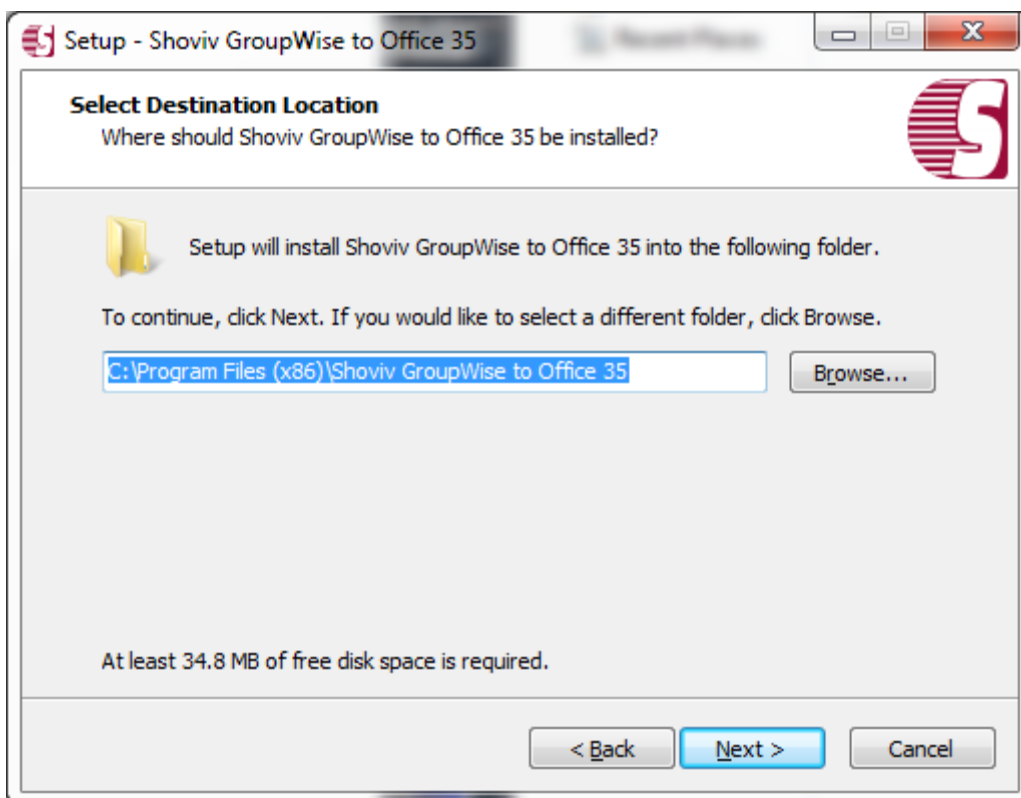 Setup - Shoviv GroupWise to Office 35
Recent Places
Select Destination Location
Where should Shoviv GroupWise to Office 35 be installed?
Setup will install Shoviv GroupWise to Office 35 into the following folder.
To continue, click Next. If you would like to select a different folder, click Browse.
C:\Program Files (x86)\Shoviv GroupWise to Office 35
Browse...
At least 34.8 MB of free disk space is required.
< Back
Next >
Cancel